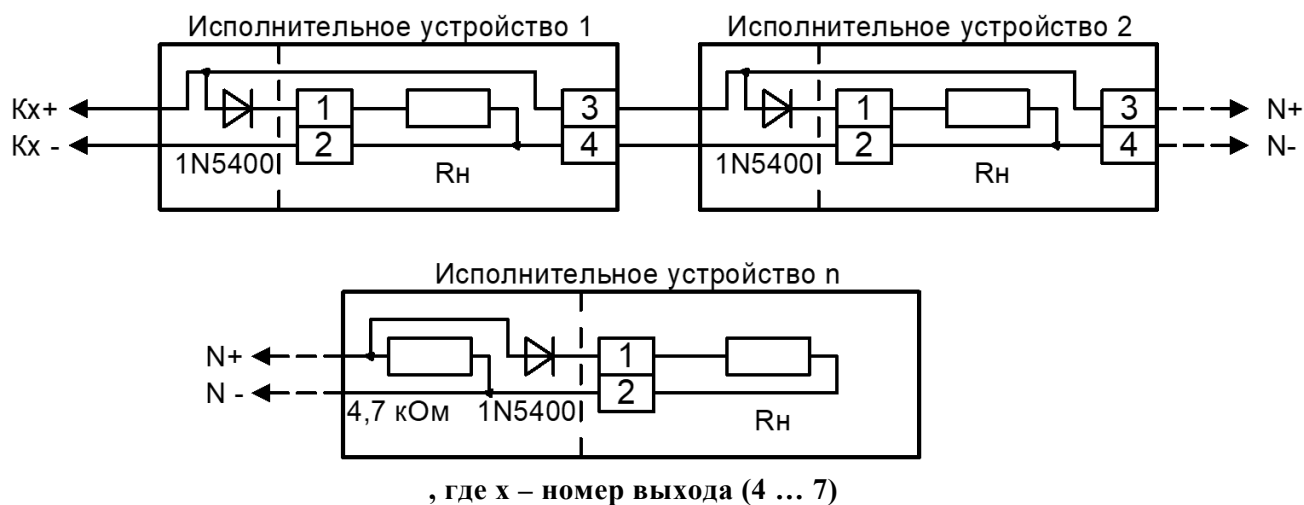 Исполнительное устройство 1
Исполнительное устройство 2
Кх+
1
3
1
3
N+
Кх -
2
4
2
4
N-
1N5400
Rн
1N5400
Rн
Исполнительное устройство n
N+
1
N -
2
4,7 кОм
1N5400
Rн
, где х – номер выхода (4 … 7)